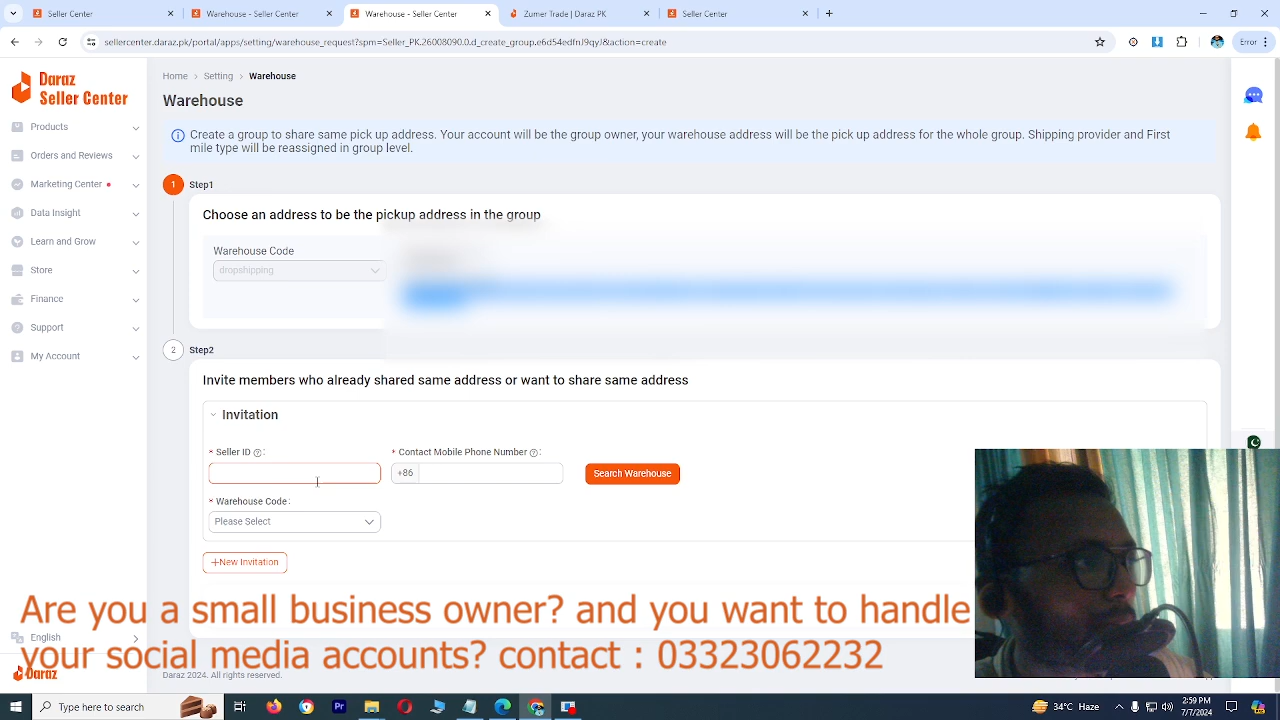 Warehouse - Seller Center
Zumer Trade | Daraz PK
Seller Center
sellercenter.daraz.pk/portal/apps/setting/warehouse_request?spm=Seller_PK.26008090.0.d_create_group.e6d54edfnJ9qyJ&action=create
Error
Daraz
Seller Center
Home > Setting > Warehouse
Warehouse
Create a group to share same pick up address. Your account will be the group owner, your warehouse address will be the pick up address for the whole group. Shipping provider and First
mile type will be reassigned in group level.
Products
Orders and Reviews
Marketing Center
Data Insight
Learn and Grow
Store
Finance
Support
My Account
1 Step1
Choose an address to be the pickup address in the group
Warehouse Code
dropshipping
2 Step2
Invite members who already shared same address or want to share same address
Invitation
* Seller ID : * Contact Mobile Phone Number :
+86 Search Warehouse
* Warehouse Code:
Please Select
+New Invitation
Are you a small business owner? and you want to handle
English
your social media accounts? contact : 03323062232
Daraz
Daraz 2024. All rights reserved.
Type here to search
2:59 PM
7/7/2024